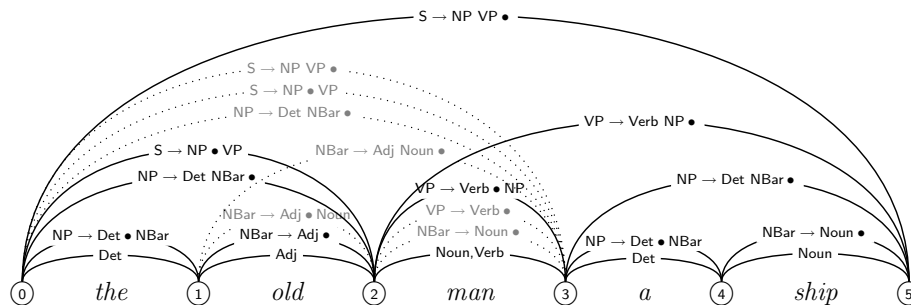 S → NP VP •
S → NP VP •
S → NP • VP
NP → Det NBar •
VP → Verb NP •
S → NP • VP
NBar → Adj Noun •
NP → Det NBar •
NP → Det NBar •
VP → Verb • NP
NBar → Adj • Noun
VP → Verb •
NP → Det • NBar
NBar → Adj •
NBar → Noun •
NP → Det • NBar
NBar → Noun •
Det
Adj
Noun,Verb
Det
Noun
0 the 1 old 2 man 3 a 4 ship 5